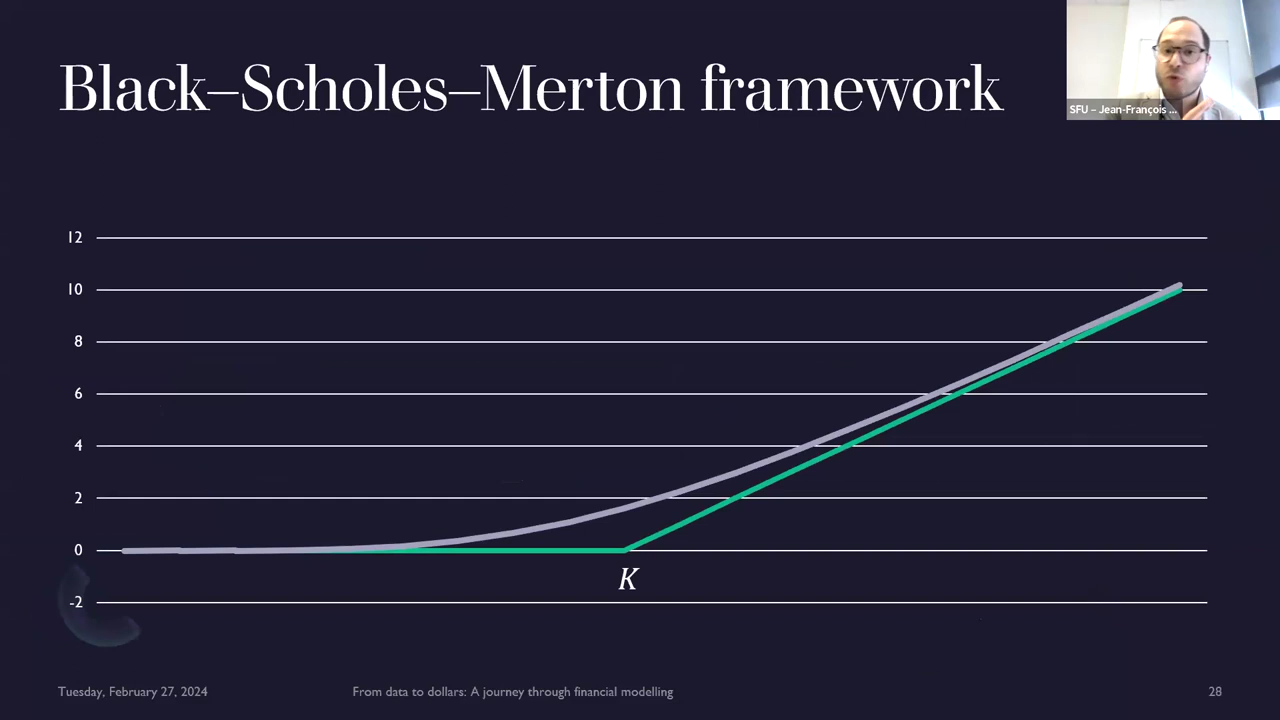 Black–Scholes–Merton framework
SFU – Jean-François ...
12
10
8
6
4
2
0
K
-2
Tuesday, February 27, 2024
From data to dollars: A journey through financial modelling
28